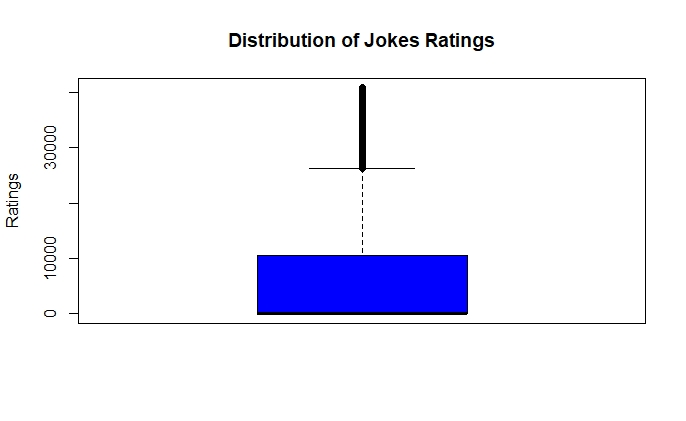 Distribution of Jokes Ratings
Ratings
30000
10000
0